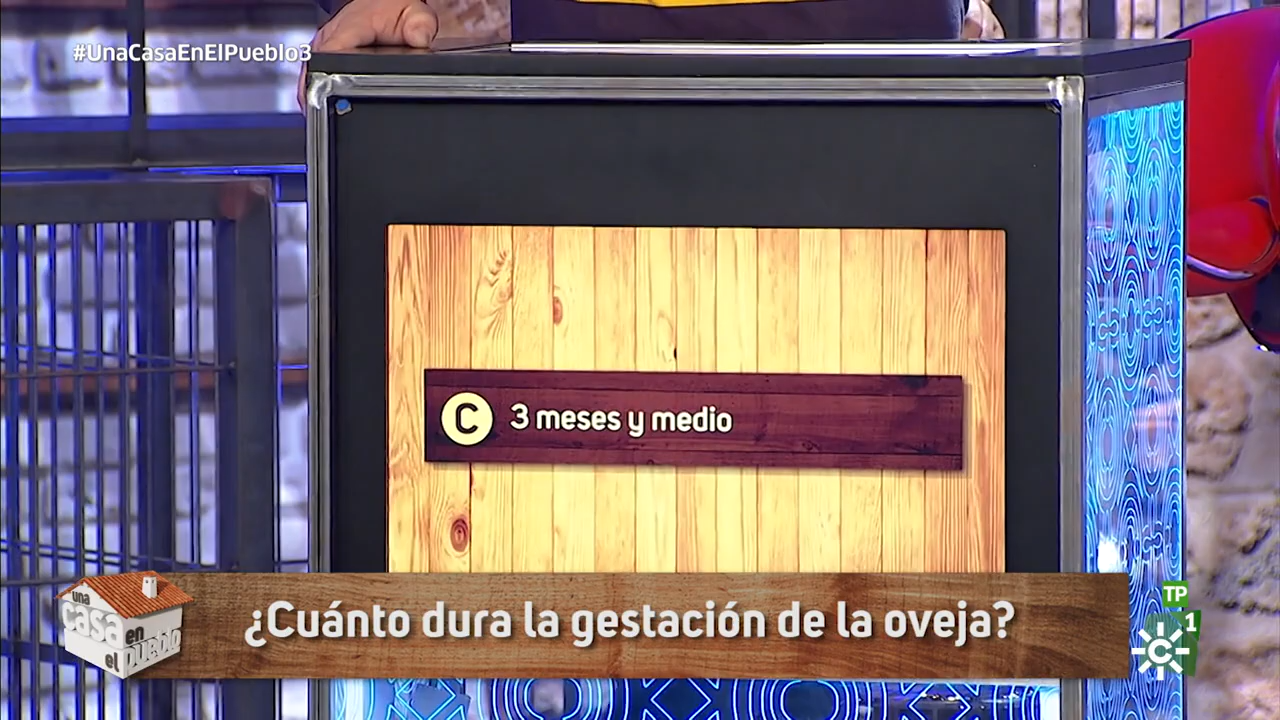 #UnaCasaEnElPueblo3
C 3 meses y medio
una
casa
en
el pueblo
¿Cuánto dura la gestación de la oveja?
TP
1